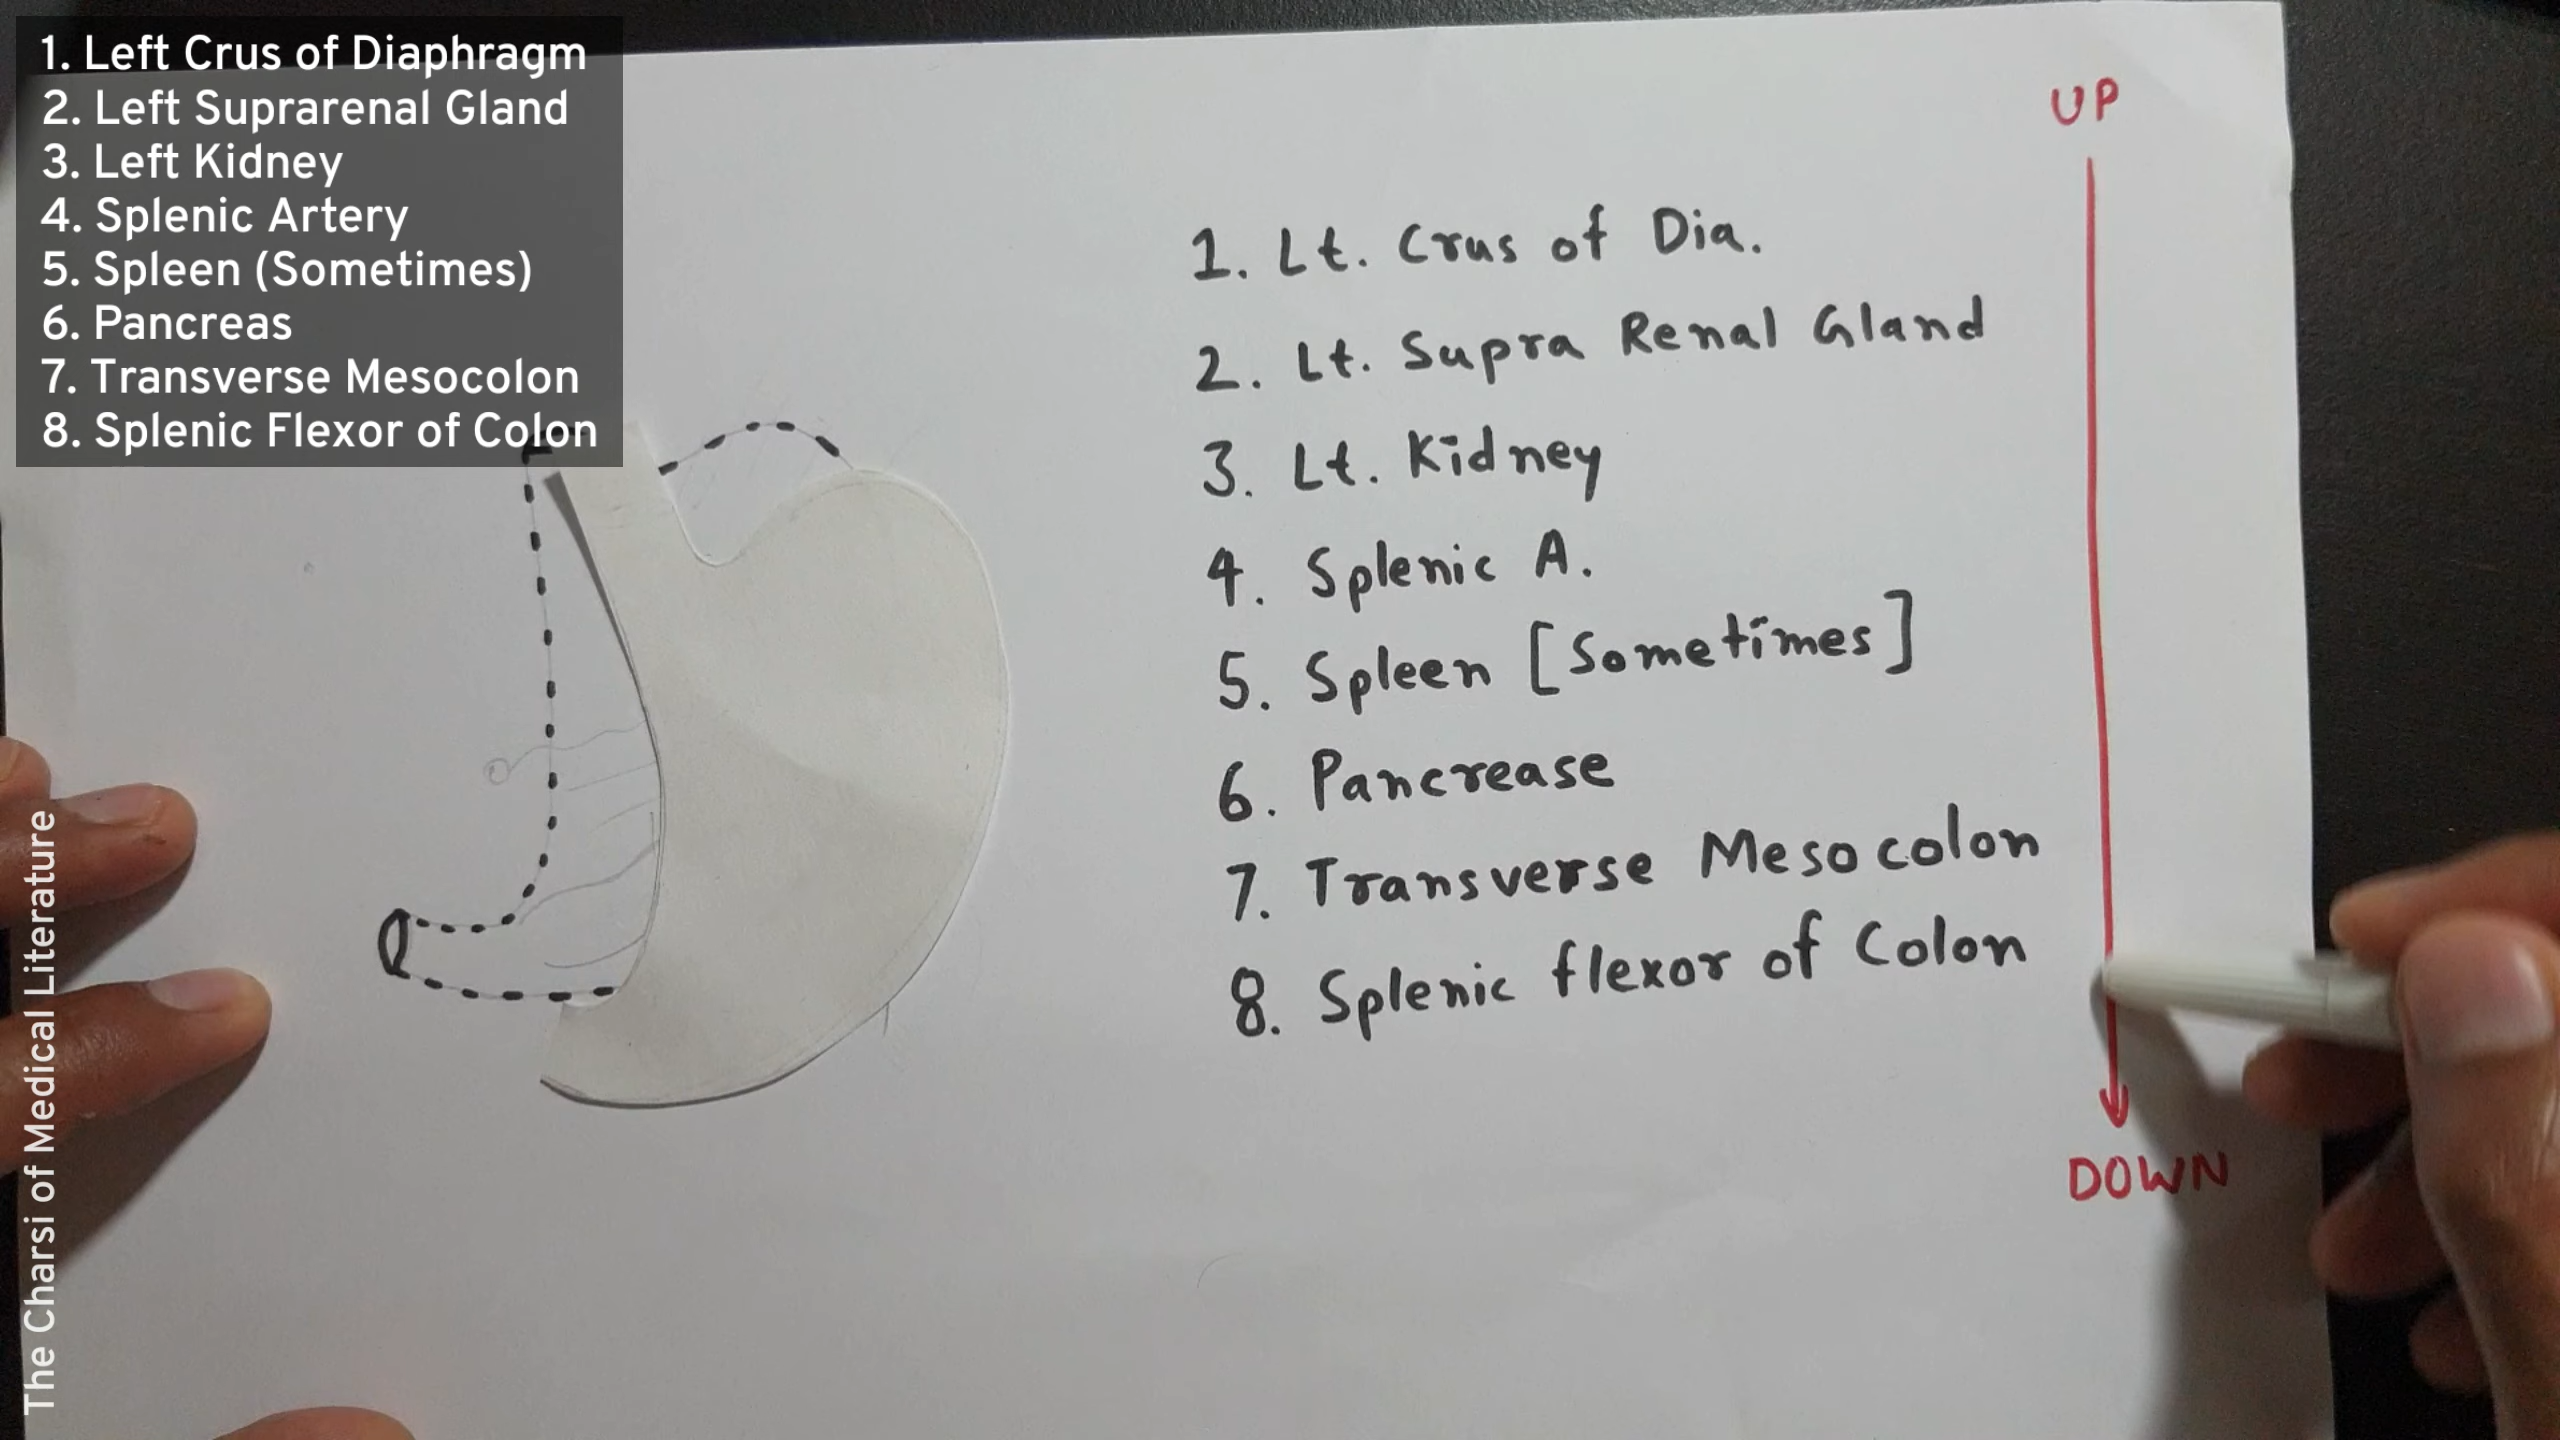 1. Left Crus of Diaphragm
2. Left Suprarenal Gland
3. Left Kidney
4. Splenic Artery
5. Spleen (Sometimes)
6. Pancreas
7. Transverse Mesocolon
8. Splenic Flexor of Colon
UP
1. Lt. Crus of Dia.
2. Lt. Supra Renal Gland
3. Lt. Kidney
4. Splenic A.
5. Spleen [Sometimes]
6. Pancrease
7. Transverse Mesocolon
8. Splenic flexor of Colon
DOWN
The Charsi of Medical Literature